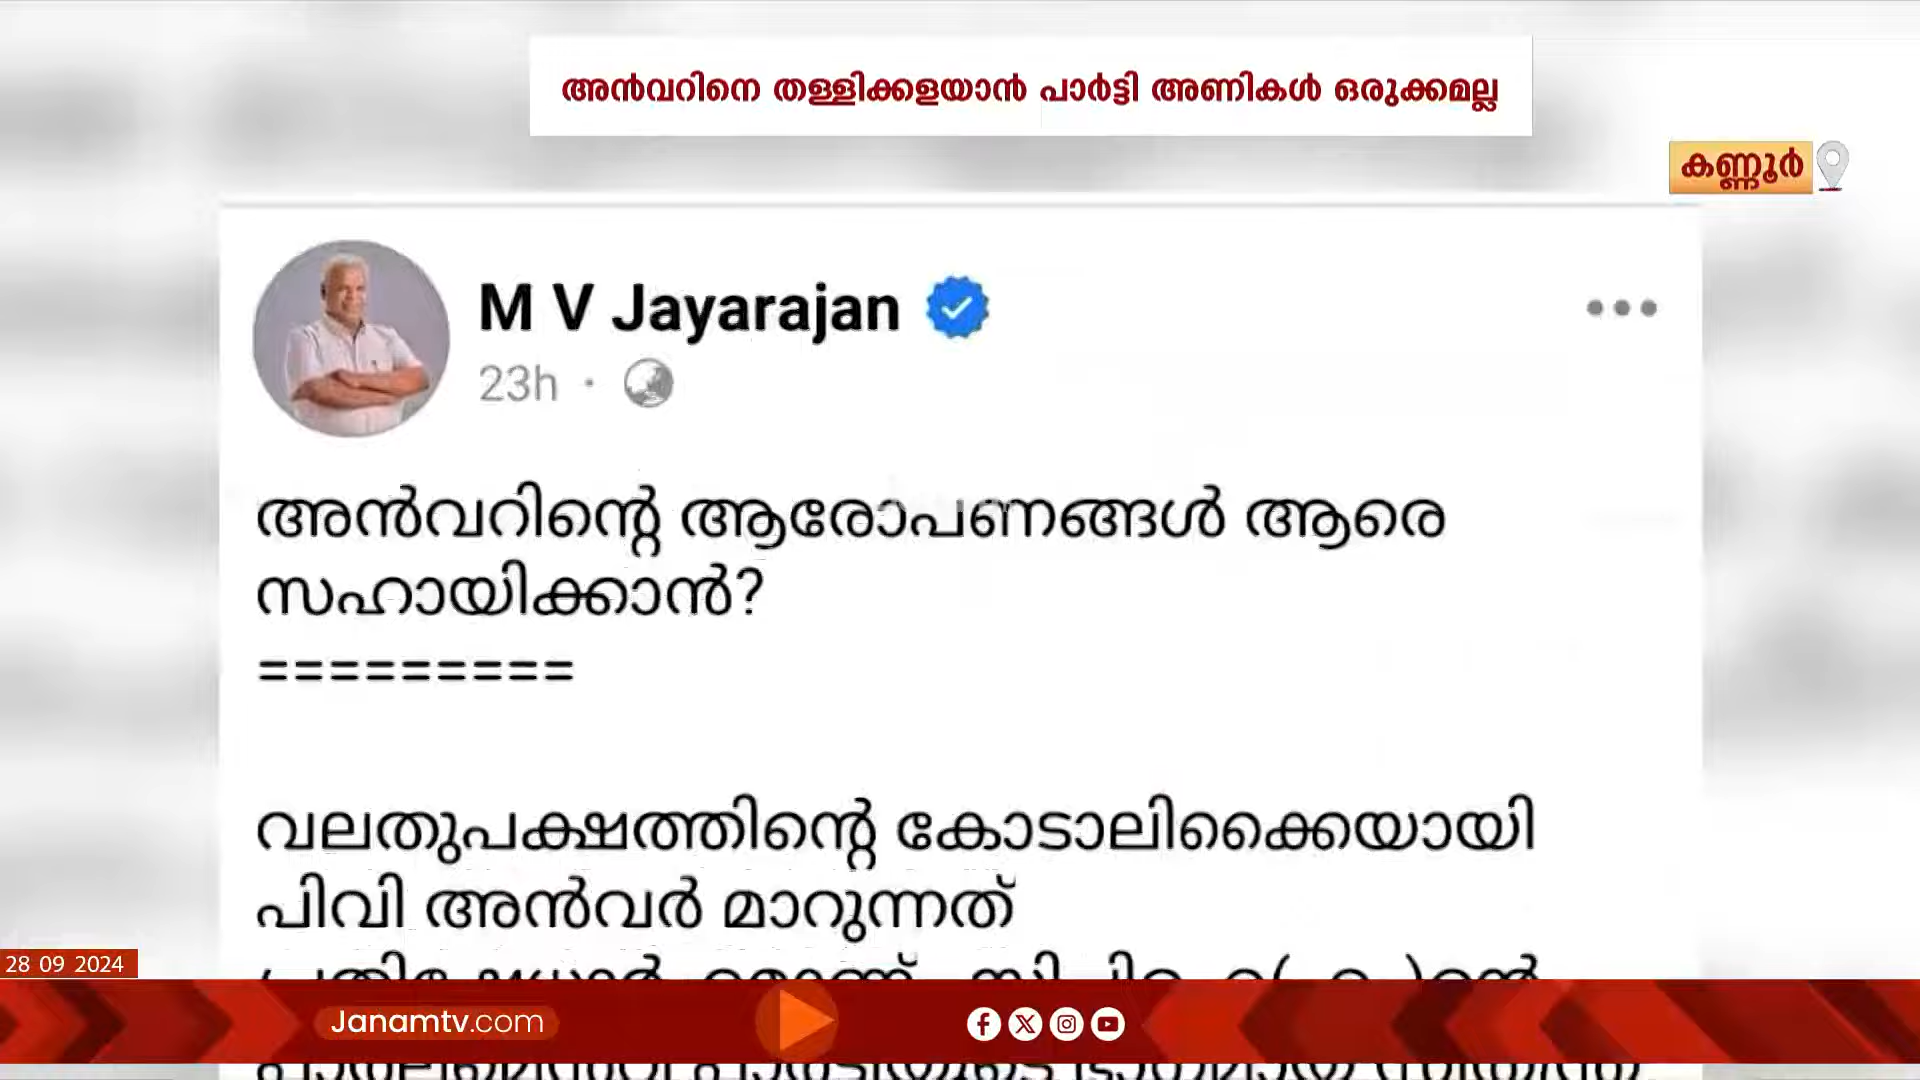 അൻവറിനെ തള്ളിക്കളയാൻ പാർട്ടി അണികൾ ഒരുക്കമല്ല
കണ്ണൂർ
M V Jayarajan
23h ·
അൻവറിന്റെ ആരോപണങ്ങൾ ആരെ
സഹായിക്കാൻ?
=========
വലതുപക്ഷത്തിന്റെ കോടാലിക്കൈയായി
പിവി അൻവർ മാറുന്നത്
28 09 2024
Janamtv.com